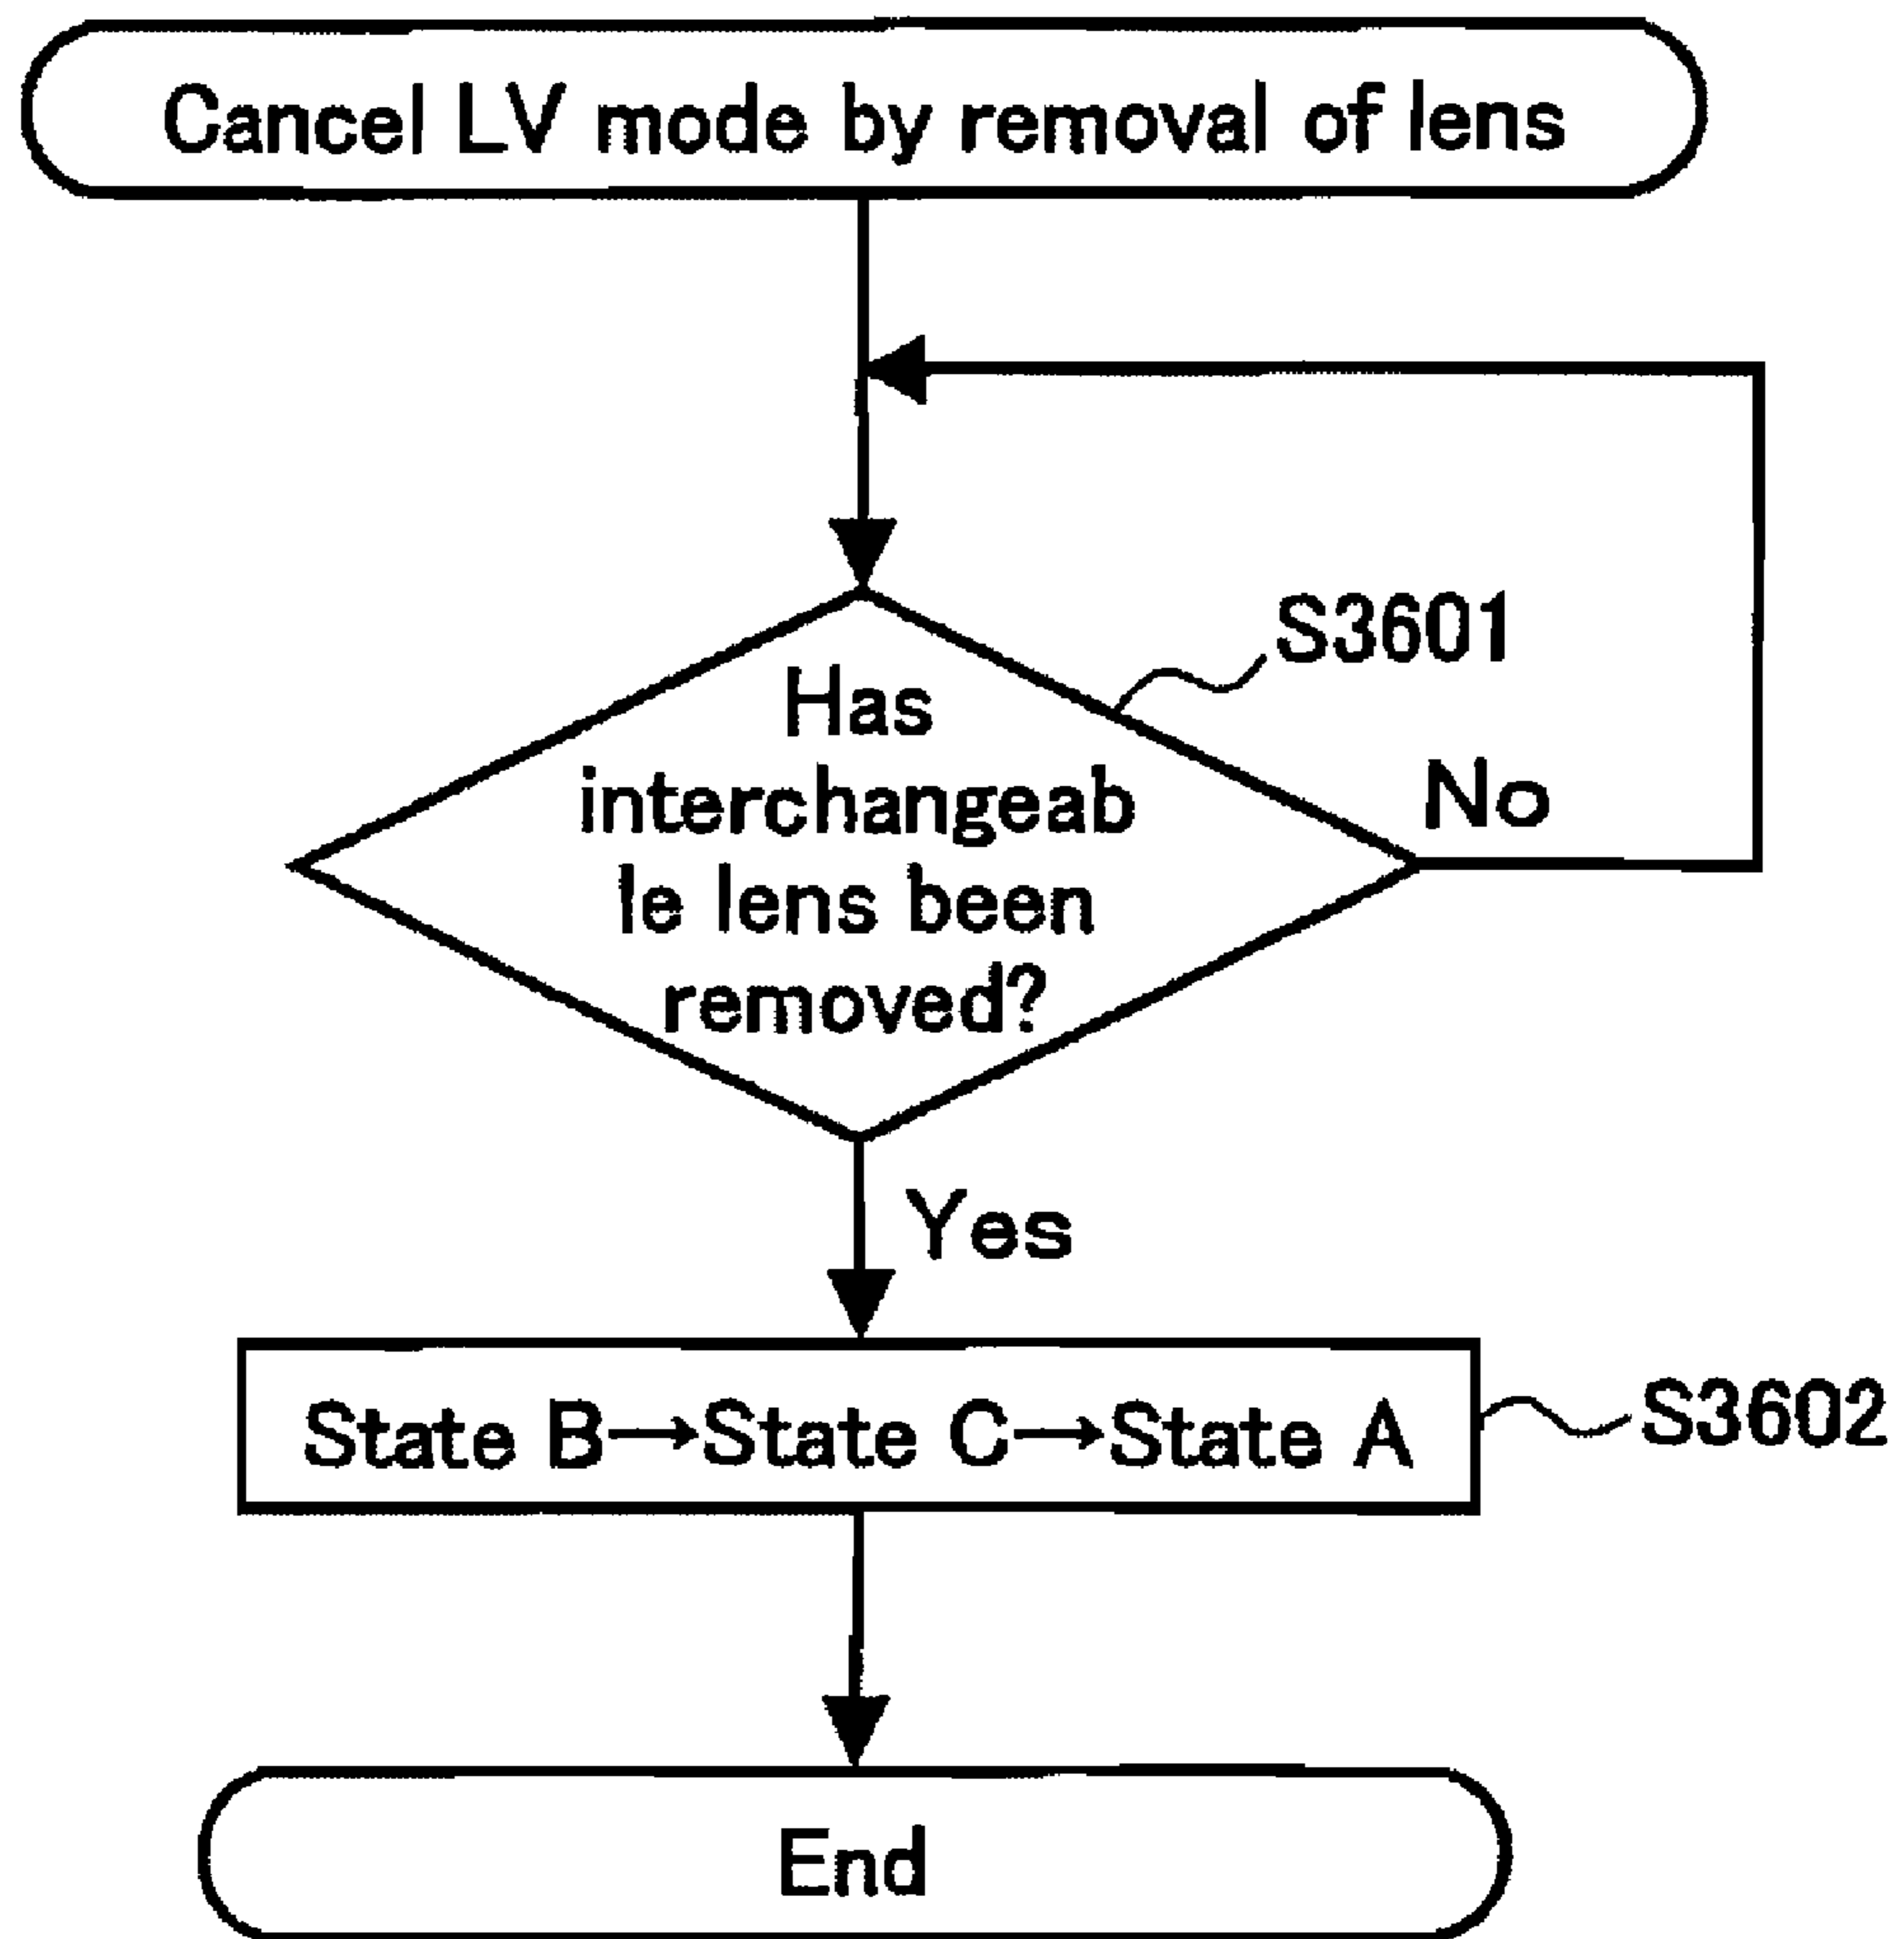 Cancel LV mode by removal of lens
S3601
Has
interchangeab
le lens been
removed?
No
Yes
State B→State C→State A
S3602
End